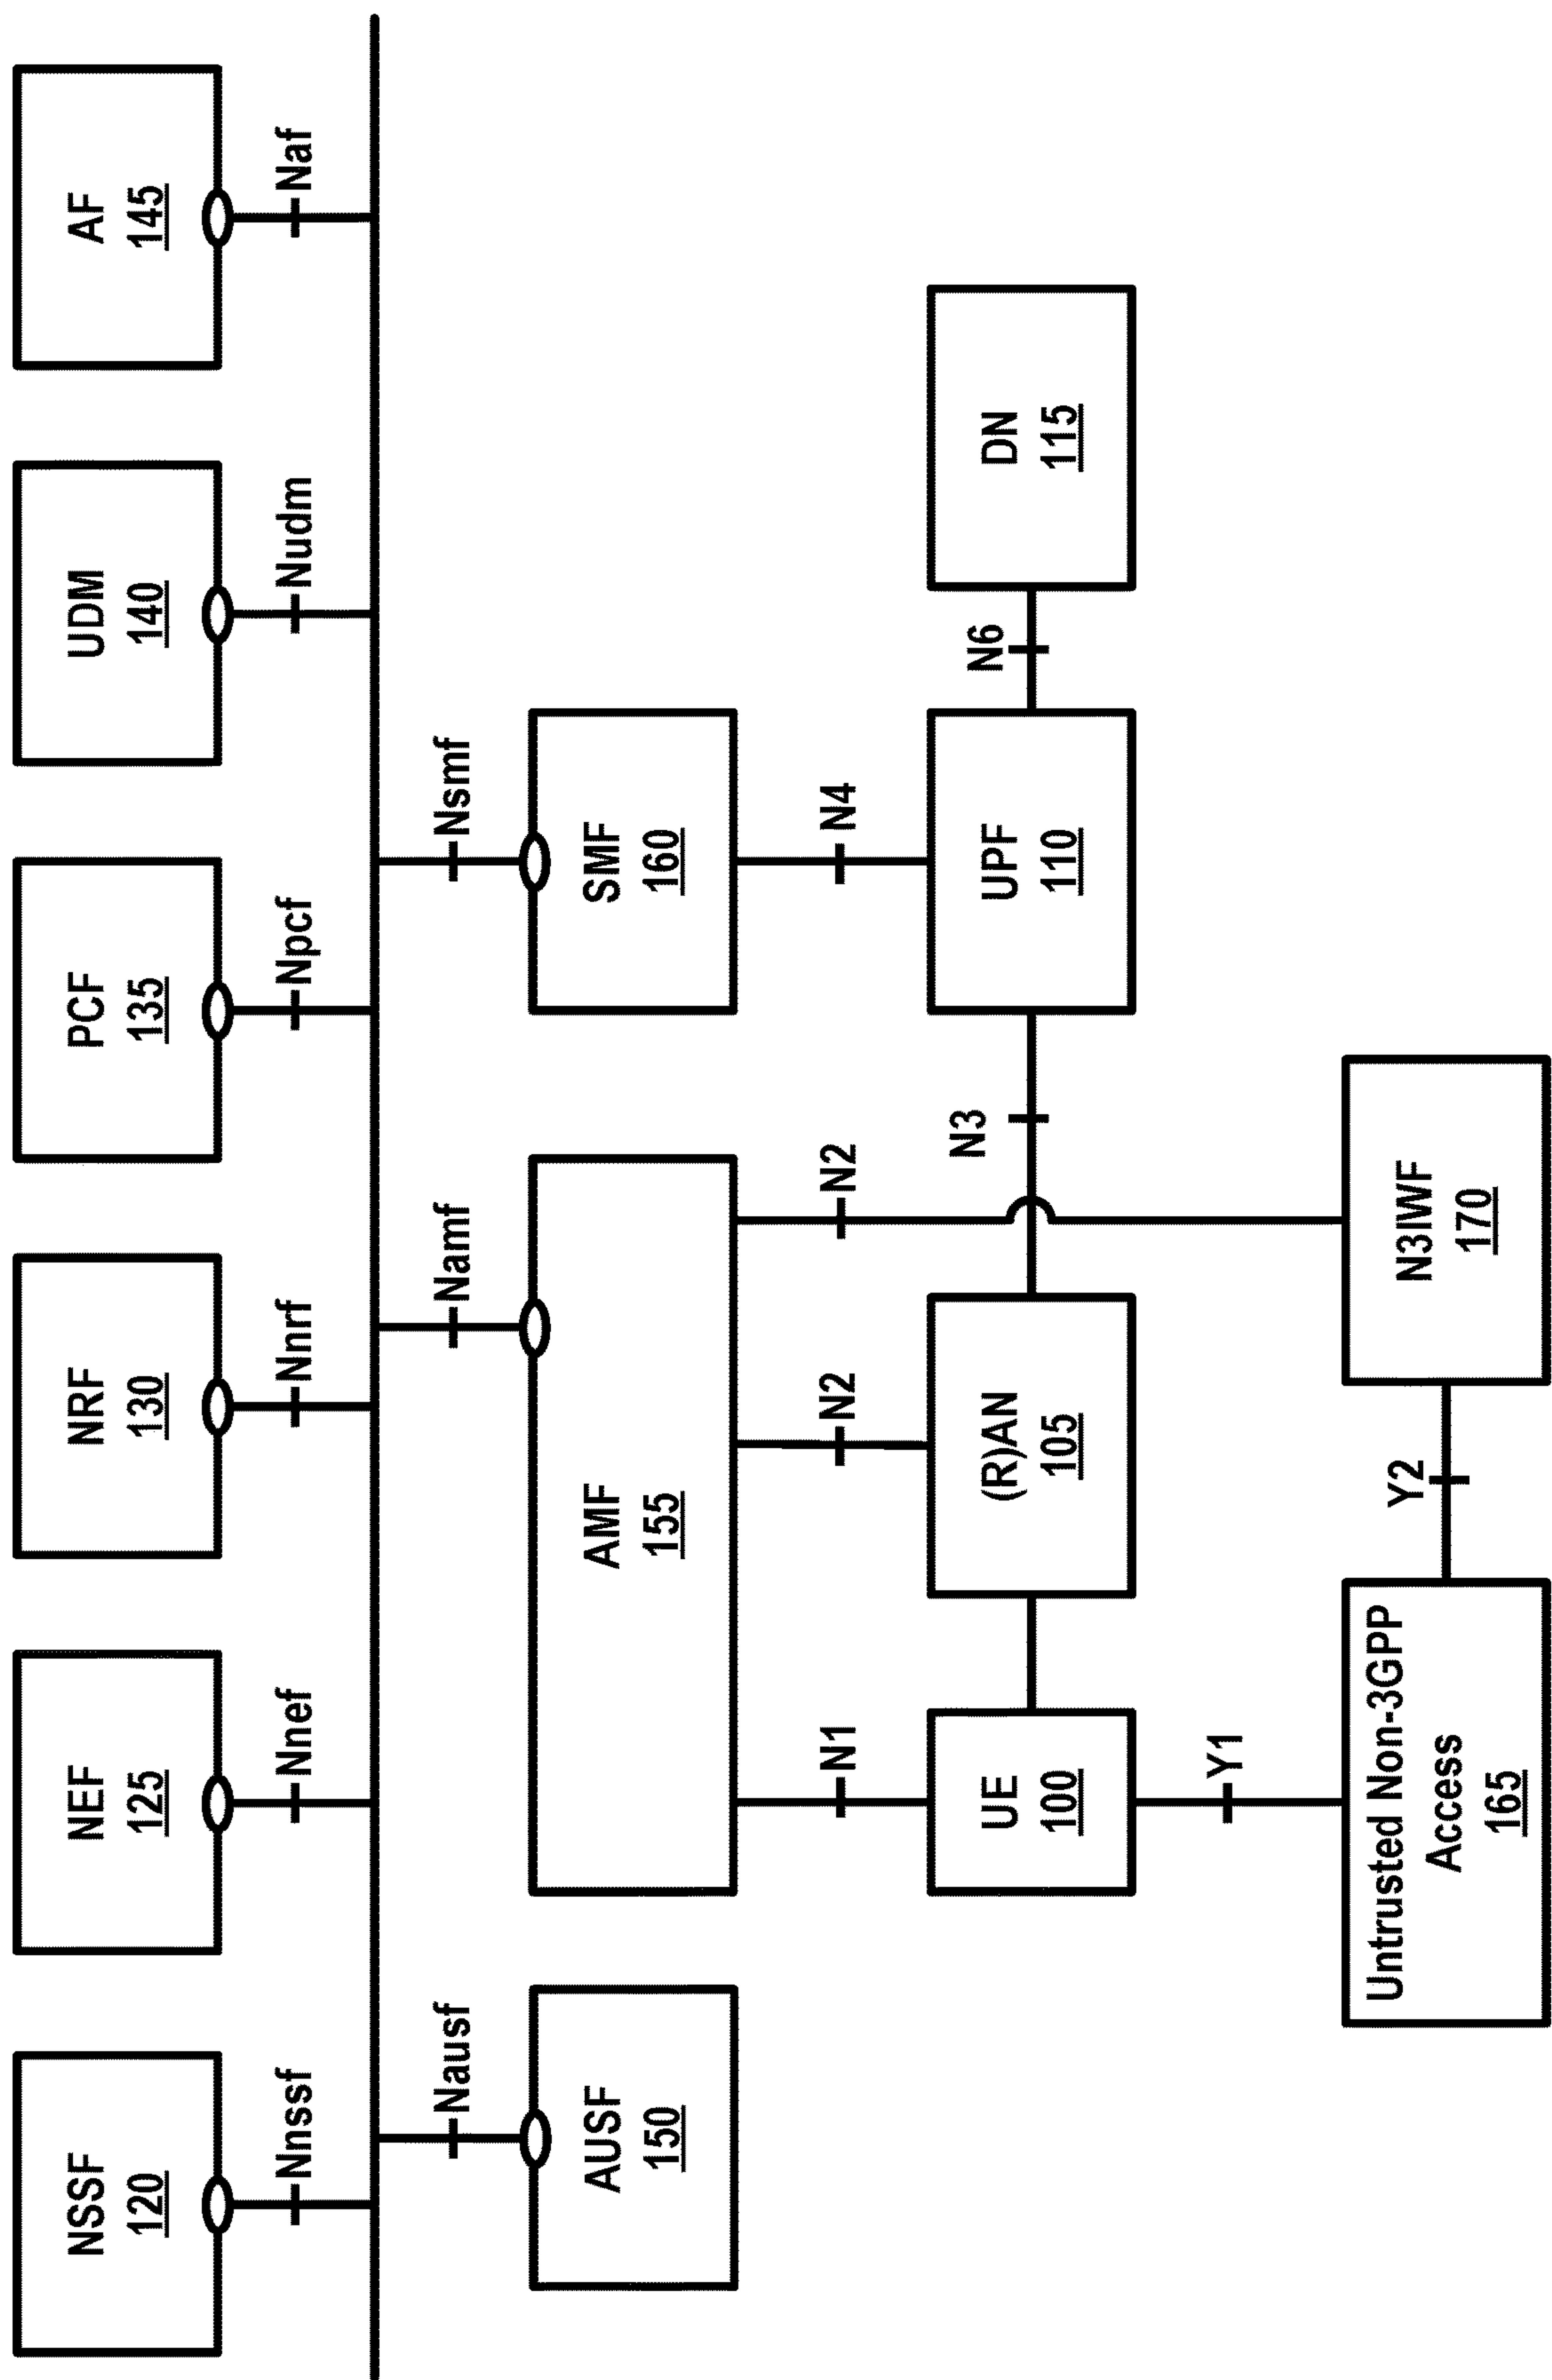 NSSF
120
NEF
125
NRF
130
PCF
135
UDM
140
AF
145
Nnssf
Nnef
Nnrf
Npcf
Nudm
Naf
Nausf
Namf
Nsmf
AUSF
150
AMF
155
SMF
160
N1
N2
N2
N4
UE
100
(R)AN
105
N3
UPF
110
N6
DN
115
Y1
Untrusted Non-3GPP
Access
165
Y2
N3IWF
170